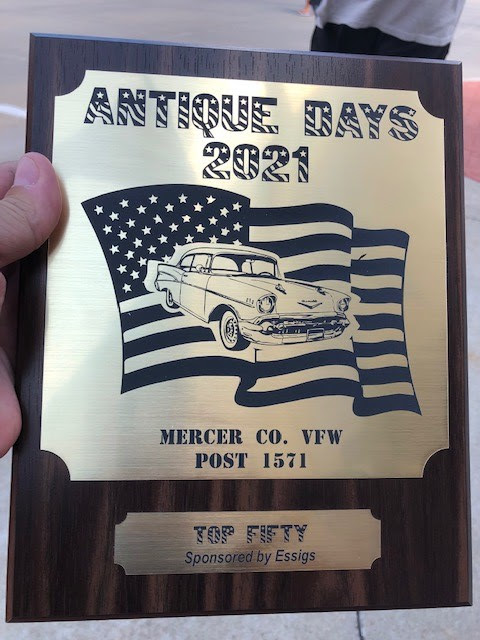 ANTIQUE DAYS
2021
MERCER CO. VFW
POST 1571
TOP FIFTY
Sponsored by Essigs